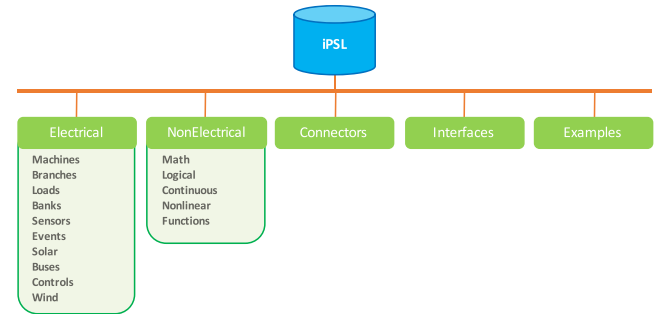 iPSL
Electrical
NonElectrical
Connectors
Interfaces
Examples
Machines
Branches
Loads
Banks
Sensors
Events
Solar
Buses
Controls
Wind
Math
Logical
Continuous
Nonlinear
Functions